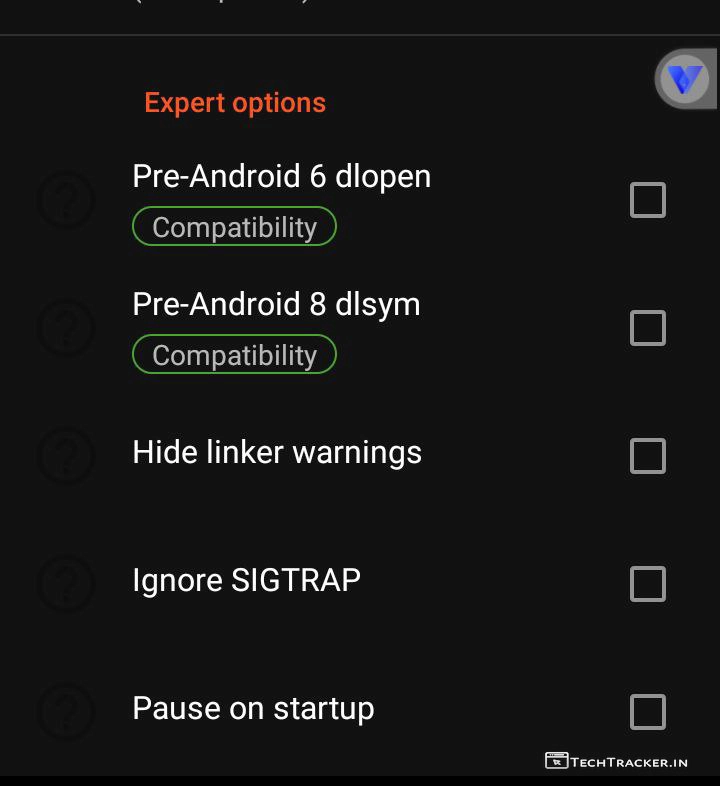 Expert options
Pre-Android 6 dlopen
Compatibility
Pre-Android 8 dlsym
Compatibility
Hide linker warnings
Ignore SIGTRAP
Pause on startup
TECHTRACKER.IN